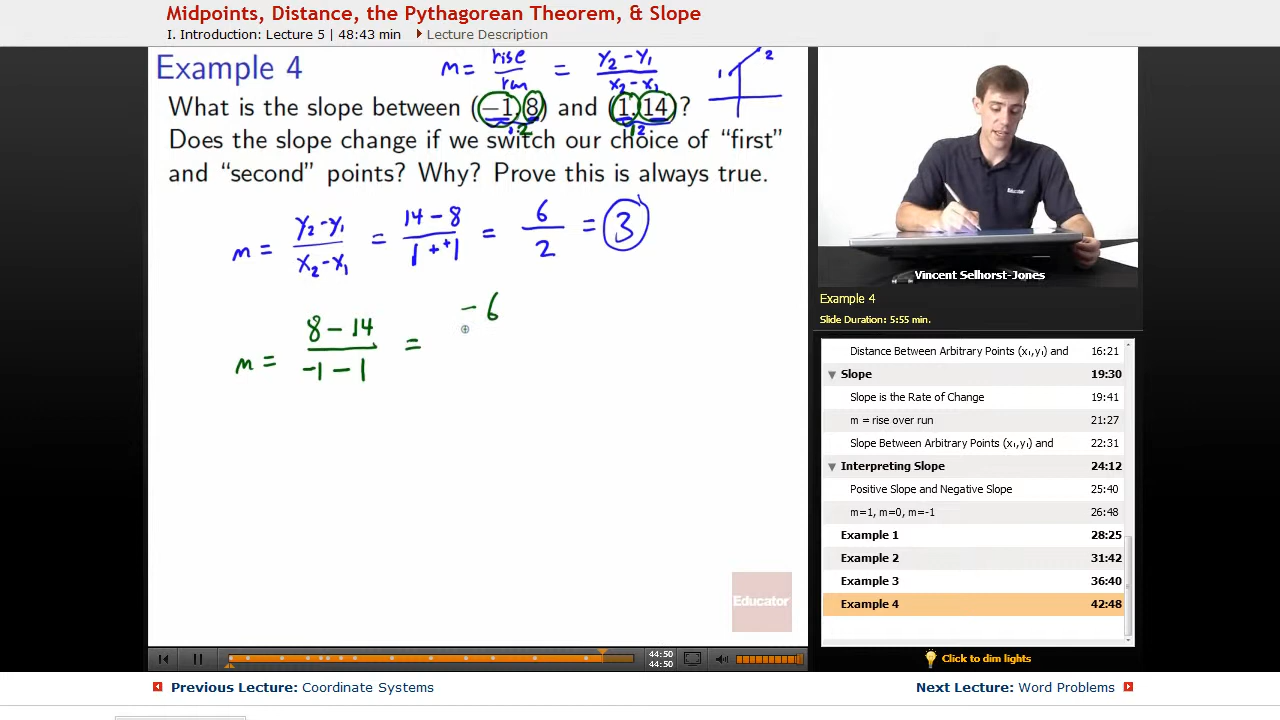 Midpoints, Distance, the Pythagorean Theorem, & Slope
I. Introduction: Lecture 5 | 48:43 min ► Lecture Description
Example 4
m = rise/run = y₂-y₁/x₂-x₁
1 2
What is the slope between (−1, 8) and (1, 14)?
1 2 1 2
Does the slope change if we switch our choice of “first”
and “second” points? Why? Prove this is always true.
m = y₂-y₁/x₂-x₁ = 14-8/1++1 = 6/2 = 3
m = 8-14/-1-1 = -6
Educator
Educator
Vincent Selhorst-Jones
Example 4
Slide Duration: 5:55 min.
Distance Between Arbitrary Points (x₁,y₁) and 16:21
Slope 19:30
Slope is the Rate of Change 19:41
m = rise over run 21:27
Slope Between Arbitrary Points (x₁,y₁) and 22:31
Interpreting Slope 24:12
Positive Slope and Negative Slope 25:40
m=1, m=0, m=-1 26:48
Example 1 28:25
Example 2 31:42
Example 3 36:40
Example 4 42:48
44:50
44:50
Click to dim lights
Previous Lecture: Coordinate Systems
Next Lecture: Word Problems